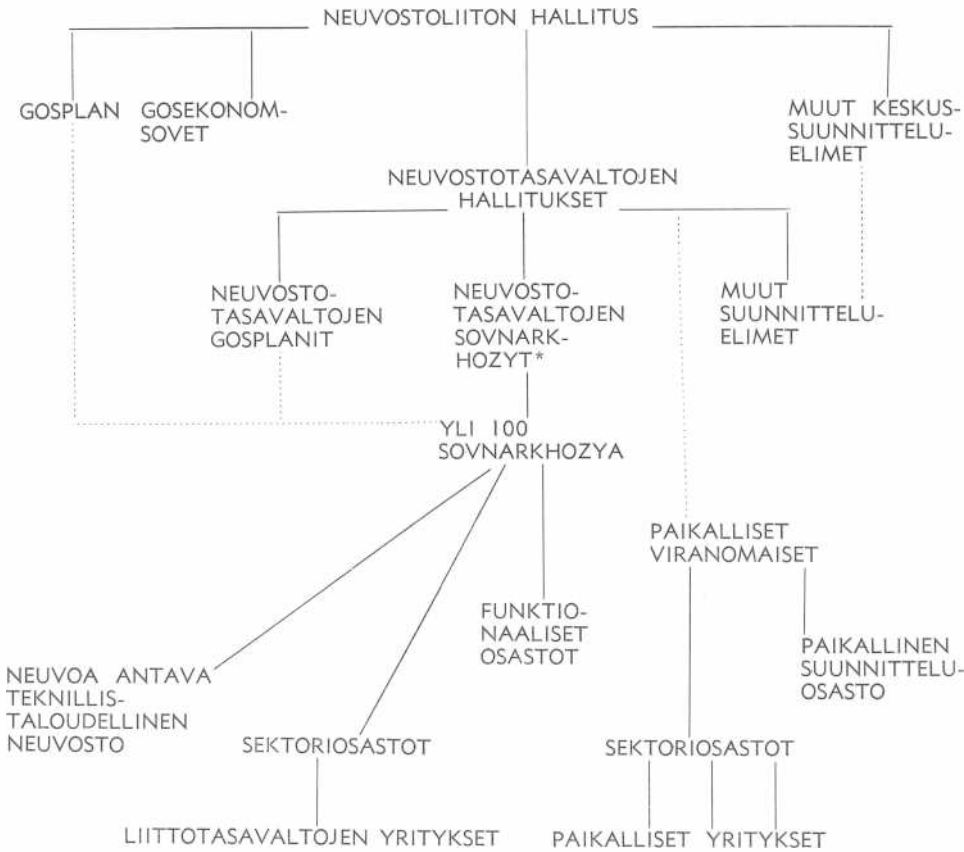 NEUVOSTOLIITON HALLITUS
GOSPLAN
GOSEKONOM-
SOVET
MUUT KESKUS-
SUUNNITTELU-
ELIMET
NEUVOSTOTASAVALTOJEN
HALLITUKSET
NEUVOSTO-
TASAVALTOJEN
GOSPLANIT
NEUVOSTO-
TASAVALTOJEN
SOVNARK-
HOZYT*
MUUT
SUUNNITTELU-
ELIMET
YLI 100
SOVNARKHOZYA
PAIKALLISET
VIRANOMAISET
FUNKTIO-
NAALISET
OSASTOT
PAIKALLINEN
SUUNNITTELU-
OSASTO
NEUVOA ANTAVA
TEKNILLIS-
TALOUDELLINEN
NEUVOSTO
SEKTORIOSASTOT
SEKTORIOSASTOT
LIITTOTASAVALTOJEN YRITYKSET
PAIKALLISET YRITYKSET